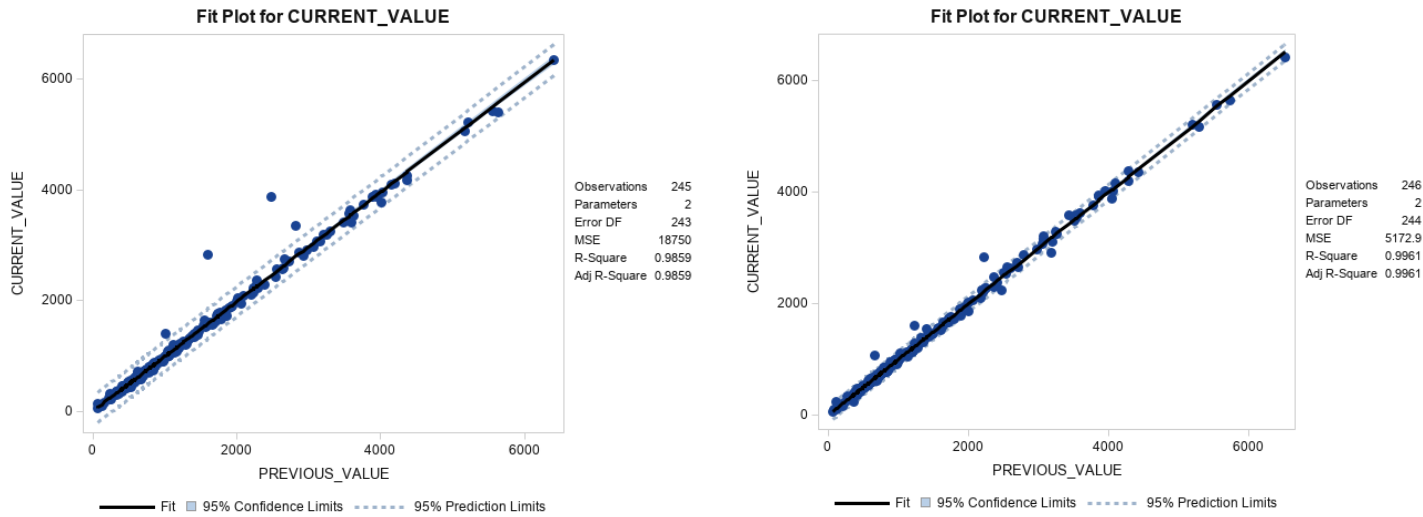 Fit Plot for CURRENT_VALUE
CURRENT_VALUE
6000
4000
2000
0
0 2000 4000 6000
PREVIOUS_VALUE
Fit 95% Confidence Limits 95% Prediction Limits
Observations 245
Parameters 2
Error DF 243
MSE 18750
R-Square 0.9859
Adj R-Square 0.9859
Fit Plot for CURRENT_VALUE
CURRENT_VALUE
6000
4000
2000
0
0 2000 4000 6000
PREVIOUS_VALUE
Fit 95% Confidence Limits 95% Prediction Limits
Observations 246
Parameters 2
Error DF 244
MSE 5172.9
R-Square 0.9961
Adj R-Square 0.9961